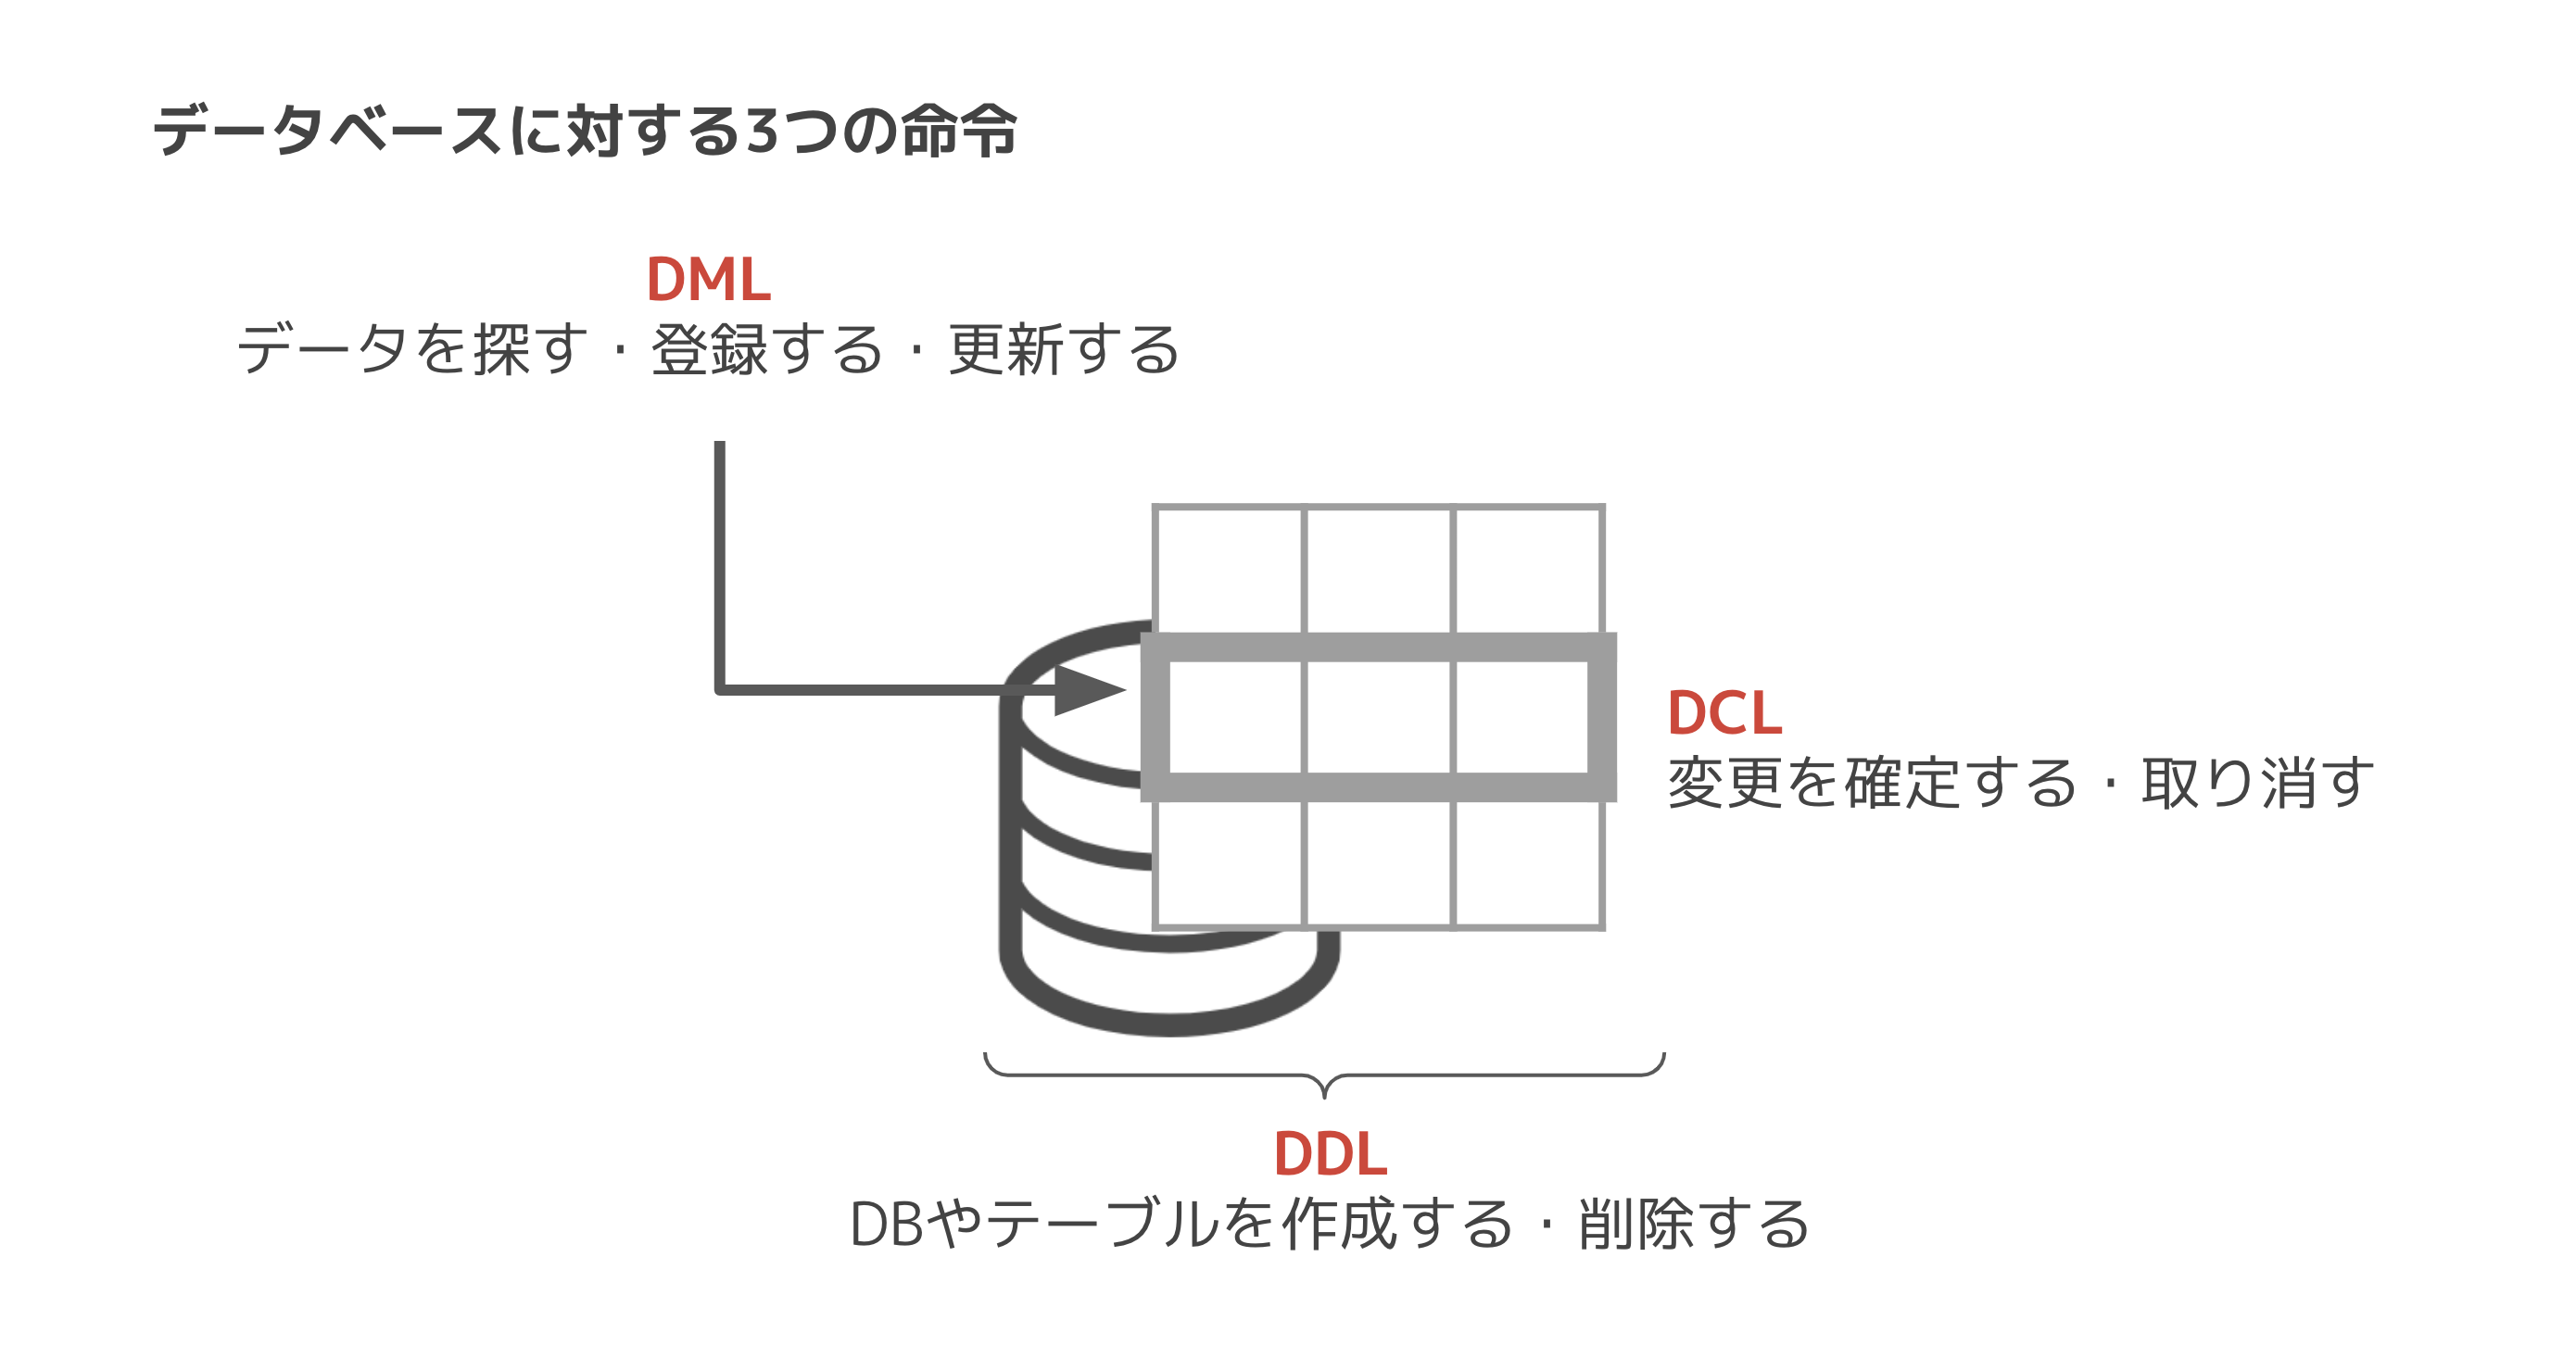 データベースに対する3つの命令
DML
データを探す・登録する・更新する
DCL
変更を確定する・取り消す
DDL
DBやテーブルを作成する・削除する